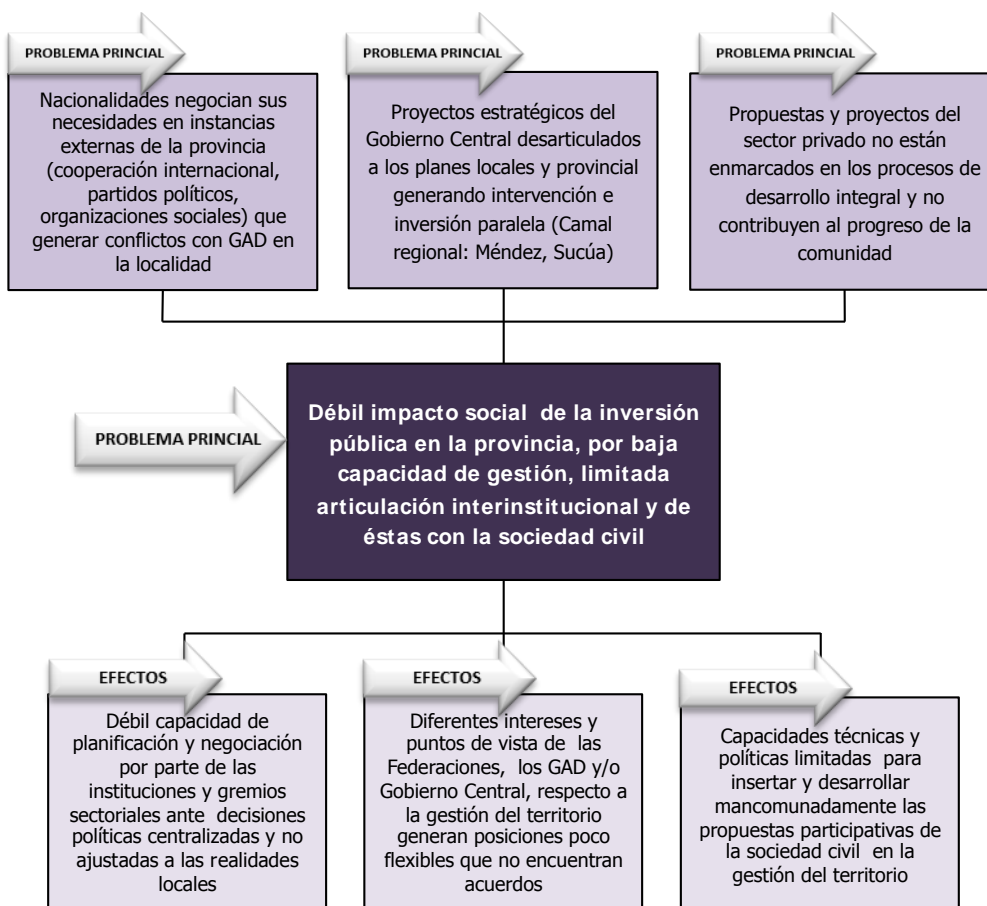 PROBLEMA PRINCIAL
Nacionalidades negocian sus
necesidades en instancias
externas de la provincia
(cooperación internacional,
partidos políticos,
organizaciones sociales) que
generar conflictos con GAD en
la localidad
PROBLEMA PRINCIAL
Proyectos estratégicos del
Gobierno Central desarticulados
a los planes locales y provincial
generando intervención e
inversión paralela (Camal
regional: Méndez, Sucúa)
PROBLEMA PRINCIAL
Propuestas y proyectos del
sector privado no están
enmarcados en los procesos de
desarrollo integral y no
contribuyen al progreso de la
comunidad
PROBLEMA PRINCIAL
Débil impacto social de la inversión
pública en la provincia, por baja
capacidad de gestión, limitada
articulación interinstitucional y de
éstas con la sociedad civil
EFECTOS
Débil capacidad de
planificación y negociación
por parte de las
instituciones y gremios
sectoriales ante decisiones
políticas centralizadas y no
ajustadas a las realidades
locales
EFECTOS
Diferentes intereses y
puntos de vista de las
Federaciones, los GAD y/o
Gobierno Central, respecto a
la gestión del territorio
generan posiciones poco
flexibles que no encuentran
acuerdos
EFECTOS
Capacidades técnicas y
políticas limitadas para
insertar y desarrollar
mancomunadamente las
propuestas participativas de
la sociedad civil en la
gestión del territorio